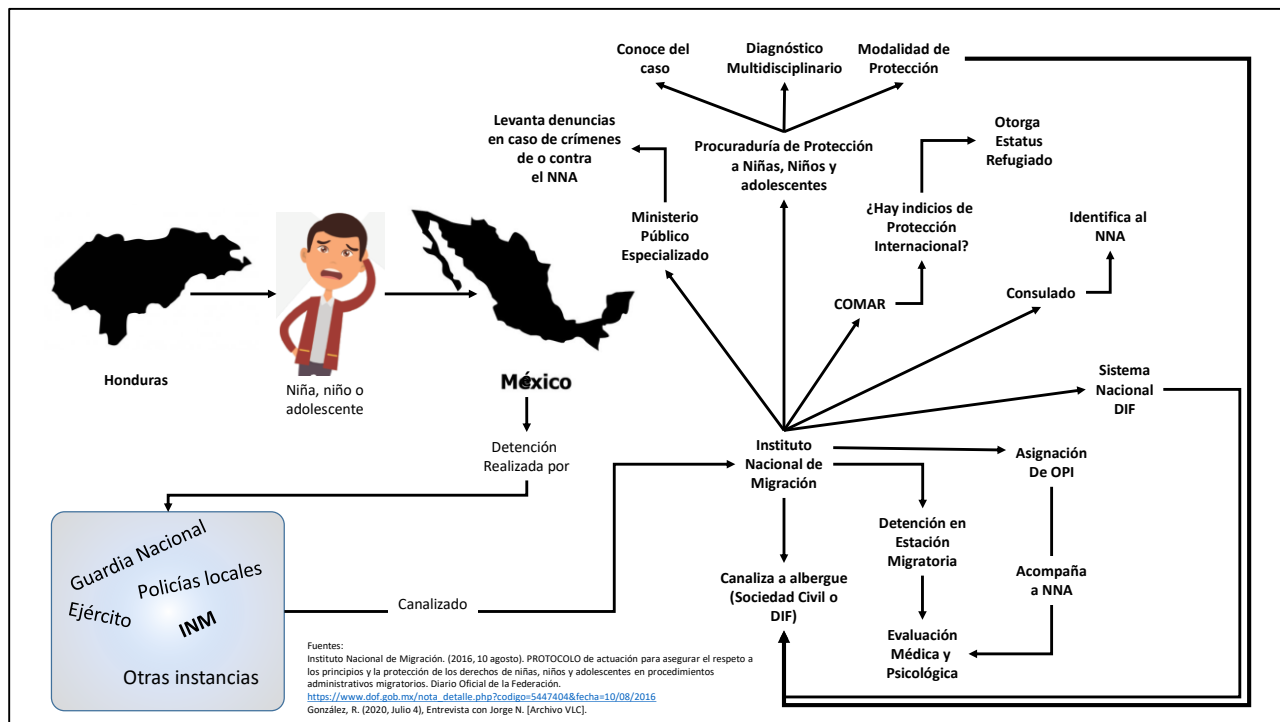 Conoce del
caso
Diagnóstico
Multidisciplinario
Modalidad de
Protección
Levanta denuncias
en caso de crímenes
de o contra
el NNA
Procuraduría de Protección
a Niñas, Niños y
adolescentes
Otorga
Estatus
Refugiado
Ministerio
Público
Especializado
¿Hay indicios de
Protección
Internacional?
Identifica al
NNA
COMAR
Consulado
Honduras
Niña, niño o
adolescente
México
Sistema
Nacional
DIF
Detención
Realizada por
Instituto
Nacional de
Migración
Asignación
De OPI
Guardia Nacional
Policías locales
Ejército
INM
Otras instancias
Canalizado
Detención en
Estación
Migratoria
Canaliza a albergue
(Sociedad Civil o
DIF)
Acompaña
a NNA
Evaluación
Médica y
Psicológica
Fuentes:
Instituto Nacional de Migración. (2016, 10 agosto). PROTOCOLO de actuación para asegurar el respeto a
los principios y la protección de los derechos de niñas, niños y adolescentes en procedimientos
administrativos migratorios. Diario Oficial de la Federación.
https://www.dof.gob.mx/nota_detalle.php?codigo=5447404&fecha=10/08/2016
González, R. (2020, Julio 4), Entrevista con Jorge N. [Archivo VLC].